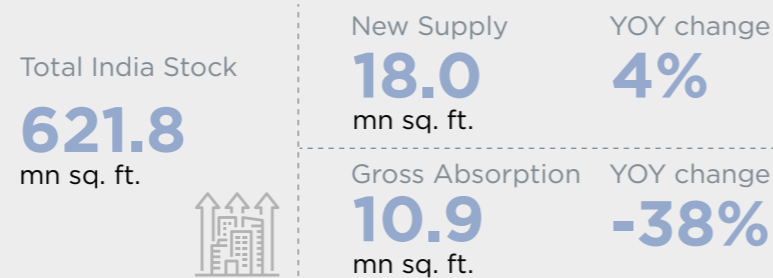 Total India Stock
621.8
mn sq. ft.
New Supply
18.0
mn sq. ft.
YOY change
4%
Gross Absorption
10.9
mn sq. ft.
YOY change
-38%